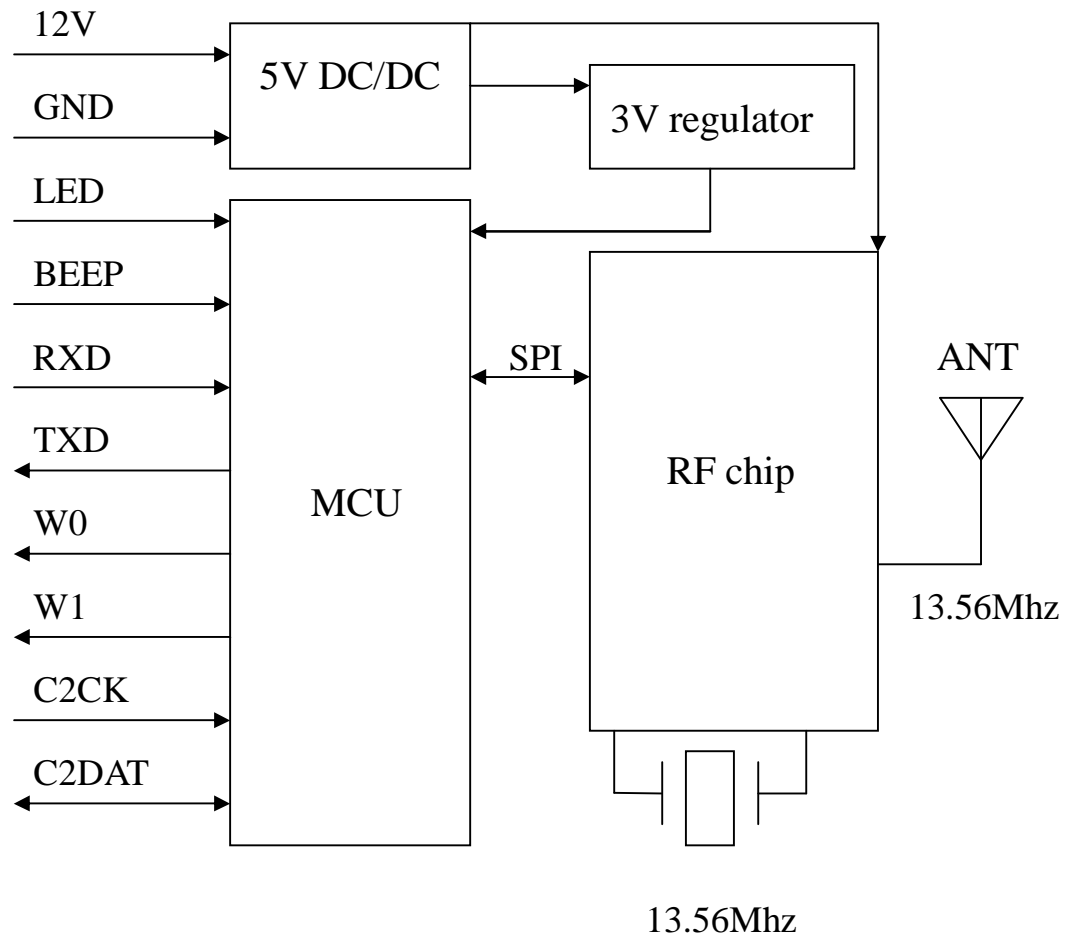 12V
5V DC/DC
GND
3V regulator
LED
BEEP
RXD
SPI
ANT
TXD
RF chip
MCU
W0
W1
13.56Mhz
C2CK
C2DAT
13.56Mhz